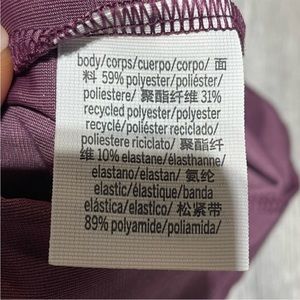 body/corps/cuerpo/corpo/ 面
料 59% polyester/poliéster/
poliestere/ 聚酯纤维 31%
recycled polyester/polyester
recyclé/poliéster reciclado/
poliestere riciclato/ 聚酯纤
维 10% elastane/élasthanne/
elastano/elastan/ 氨纶
elastic/élastique/banda
elástica/elastico/ 松紧带
89% polyamide/poliamida/